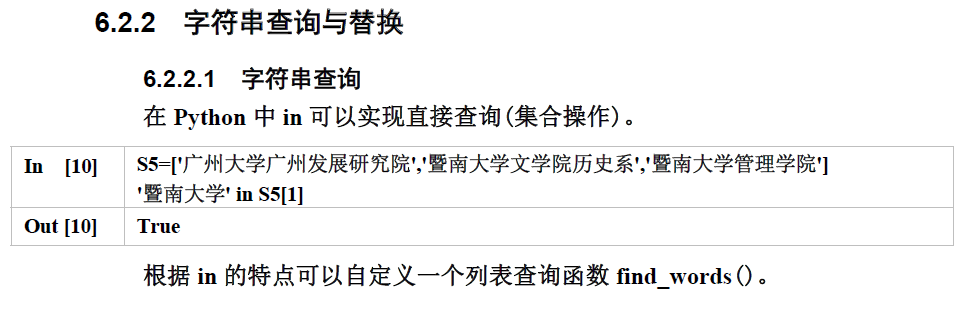 6.2.2 字符串查询与替换
6.2.2.1 字符串查询
在 Python 中 in 可以实现直接查询(集合操作)。
In [10] S5=['广州大学广州发展研究院','暨南大学文学院历史系','暨南大学管理学院']
'暨南大学' in S5[1]
Out [10] True
根据 in 的特点可以自定义一个列表查询函数 find_words()。